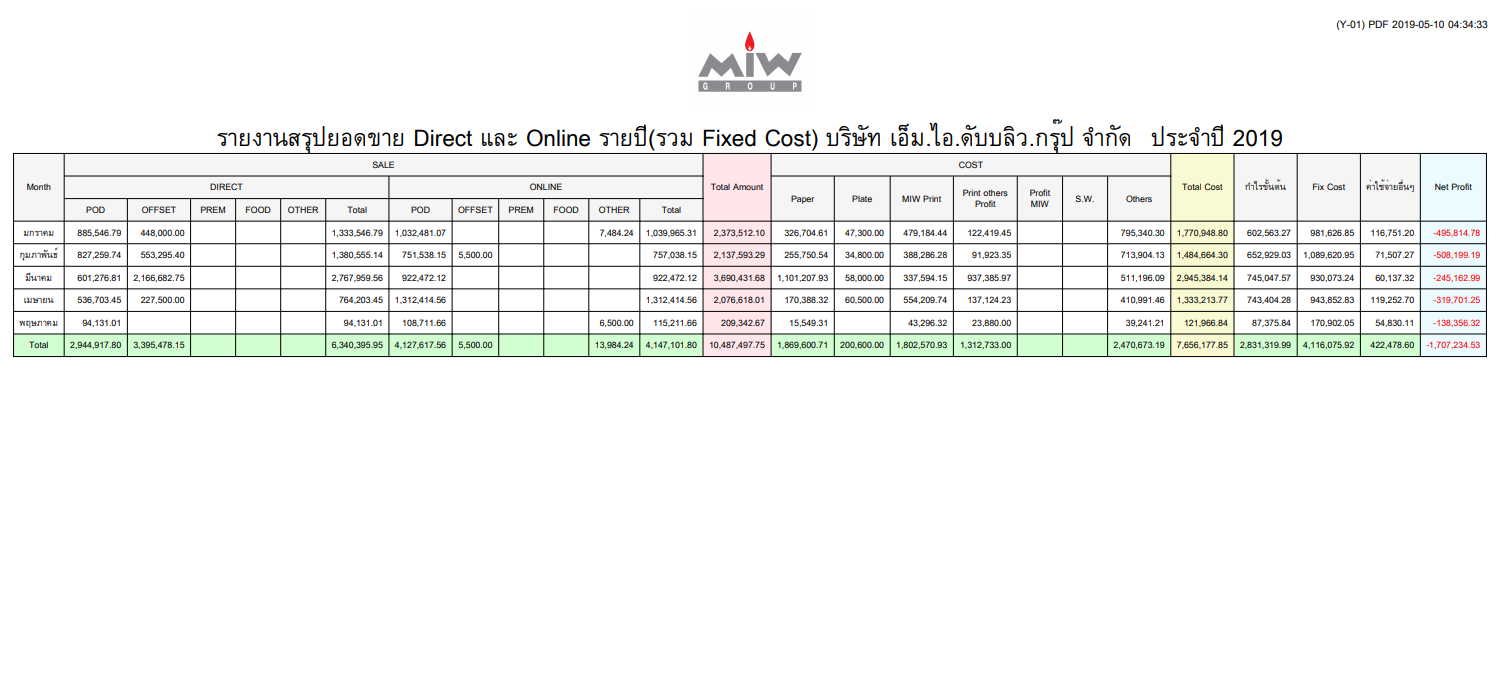 (Y-01) PDF 2019-05-10 04:34:33
MIW
GROUP
รายงานสรุปยอดขาย Direct และ Online รายปี(รวม Fixed Cost) บริษัท เอ็ม.ไอ.ดับบลิว.กรุ๊ป จำกัด ประจำปี 2019
Month SALE Total Amount COST Total Cost กำไรขั้นต้น Fix Cost ค่าใช้จ่ายอื่นๆ Net Profit
DIRECT ONLINE Paper Plate MIW Print Print others Profit Profit MIW S.W. Others
POD OFFSET PREM FOOD OTHER Total POD OFFSET PREM FOOD OTHER Total
มกราคม 885,546.79 448,000.00 1,333,546.79 1,032,481.07 7,484.24 1,039,965.31 2,373,512.10 326,704.61 47,300.00 479,184.44 122,419.45 795,340.30 1,770,948.80 602,563.27 981,626.85 116,751.20 -495,814.78
กุมภาพันธ์ 827,259.74 553,295.40 1,380,555.14 751,538.15 5,500.00 757,038.15 2,137,593.29 255,750.54 34,800.00 388,286.28 91,923.35 713,904.13 1,484,664.30 652,929.03 1,089,620.95 71,507.27 -508,199.19
มีนาคม 601,276.81 2,166,682.75 2,767,959.56 922,472.12 922,472.12 3,690,431.68 1,101,207.93 58,000.00 337,594.15 937,385.97 511,196.09 2,945,384.14 745,047.57 930,073.24 60,137.32 -245,162.99
เมษายน 536,703.45 227,500.00 764,203.45 1,312,414.56 1,312,414.56 2,076,618.01 170,388.32 60,500.00 554,209.74 137,124.23 410,991.46 1,333,213.77 743,404.28 943,852.83 119,252.70 -319,701.25
พฤษภาคม 94,131.01 94,131.01 108,711.66 6,500.00 115,211.66 209,342.67 15,549.31 43,296.32 23,880.00 39,241.21 121,966.84 87,375.84 170,902.05 54,830.11 -138,356.32
Total 2,944,917.80 3,395,478.15 6,340,395.95 4,127,617.56 5,500.00 13,984.24 4,147,101.80 10,487,497.75 1,869,600.71 200,600.00 1,802,570.93 1,312,733.00 2,470,673.19 7,656,177.85 2,831,319.99 4,116,075.92 422,478.60 -1,707,234.53